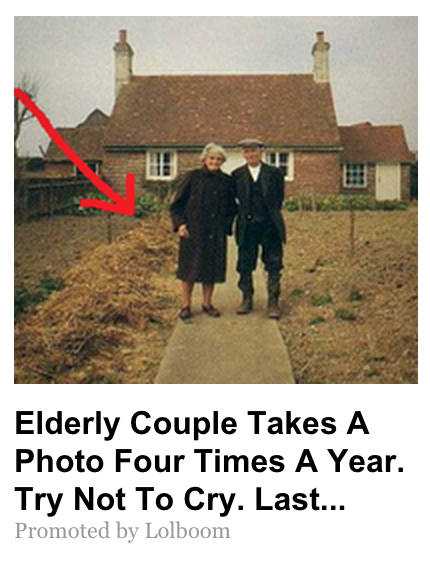 Elderly Couple Takes A
Photo Four Times A Year.
Try Not To Cry. Last...
Promoted by Lolboom